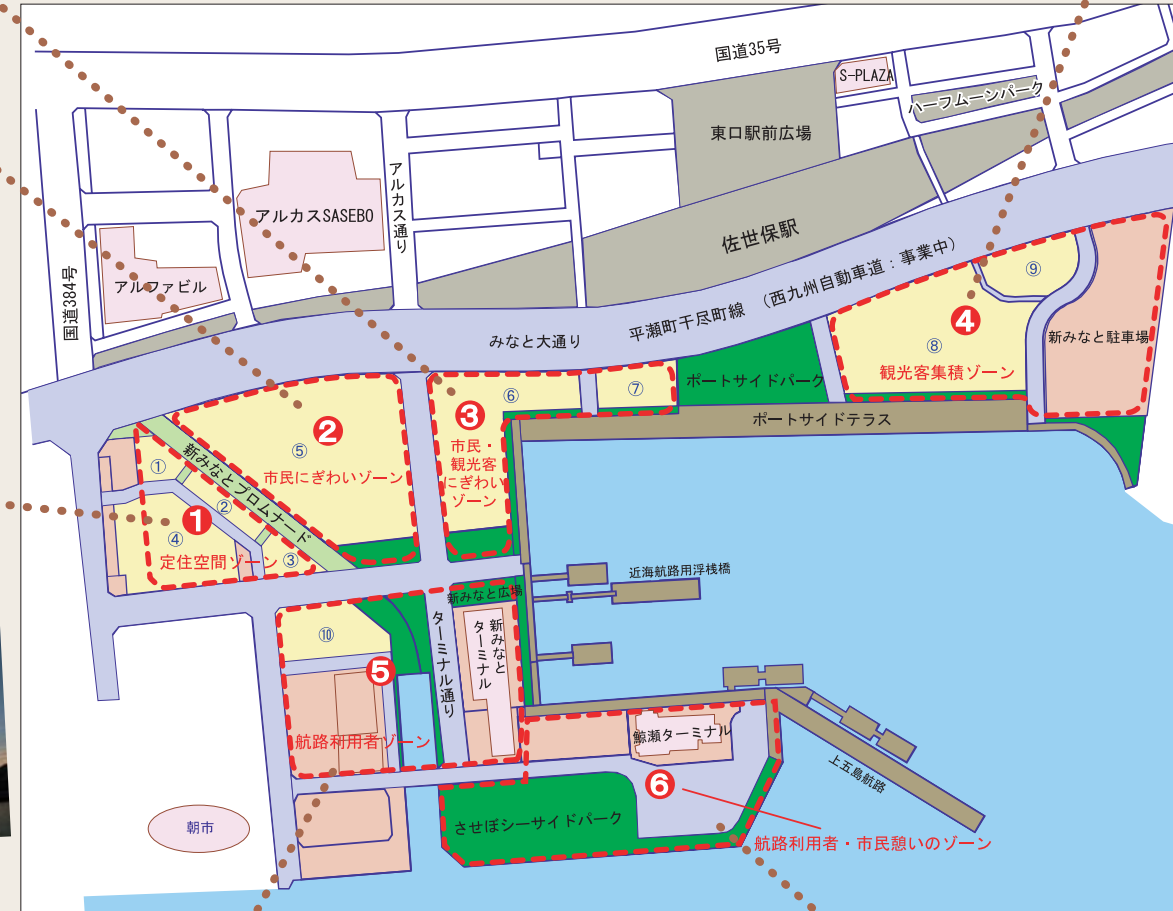 国道35号
S-PLAZA
ハーフムーンパーク
東口駅前広場
佐世保駅
アルカスSASEBO
アルカス通り
アルファビル
国道384号
みなと大通り
平瀬町干尽町線 （西九州自動車道：事業中）
⑨
4
⑧
観光客集積ゾーン
新みなと駐車場
ポートサイドパーク
ポートサイドテラス
⑥
⑦
3
市民・
観光客
にぎわい
ゾーン
2
⑤
市民にぎわいゾーン
新みなとプロムナード
①
②
1
④
③
定住空間ゾーン
近海航路用浮桟橋
新みなと広場
新みなと
ターミナル
ターミナル通り
⑩
5
航路利用者ゾーン
鯨瀬ターミナル
上五島航路
6
させぼシーサイドパーク
朝市
航路利用者・市民憩いのゾーン